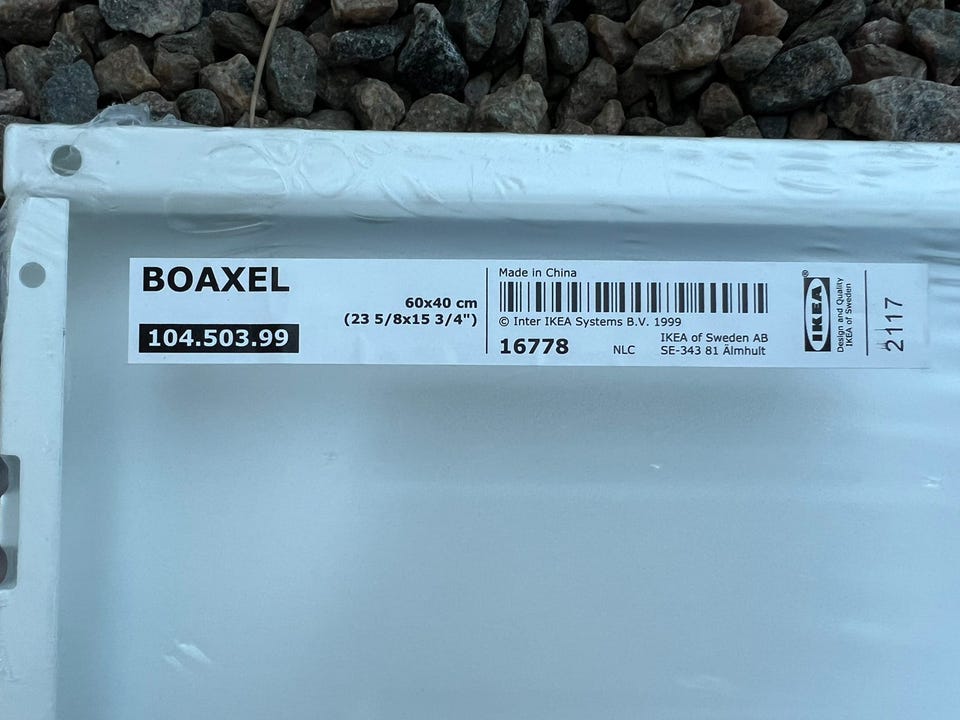 BOAXEL
60x40 cm
(23 5/8x15 3/4")
104.503.99
Made in China
© Inter IKEA Systems B.V. 1999
16778
NLC
IKEA of Sweden AB
SE-343 81 Älmhult
IKEA
®
Design and Quality
IKEA of Sweden
2117